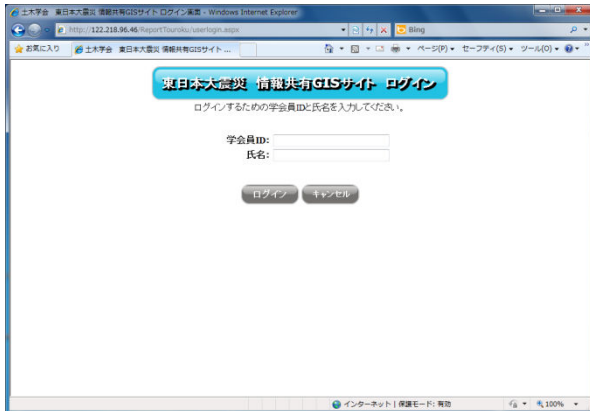 土木学会 東日本大震災 情報共有GISサイト ログイン画面 - Windows Internet Explorer
http://122.218.96.46/ReportTouroku/userlogin.aspx
Bing
お気に入り
土木学会 東日本大震災 情報共有GISサイト ...
ページ(P) セーフティ(S) ツール(O)
東日本大震災 情報共有GISサイト ログイン
ログインするための学会員IDと氏名を入力してください。
学会員ID:
氏名:
ログイン キャンセル
インターネット | 保護モード: 有効
100%